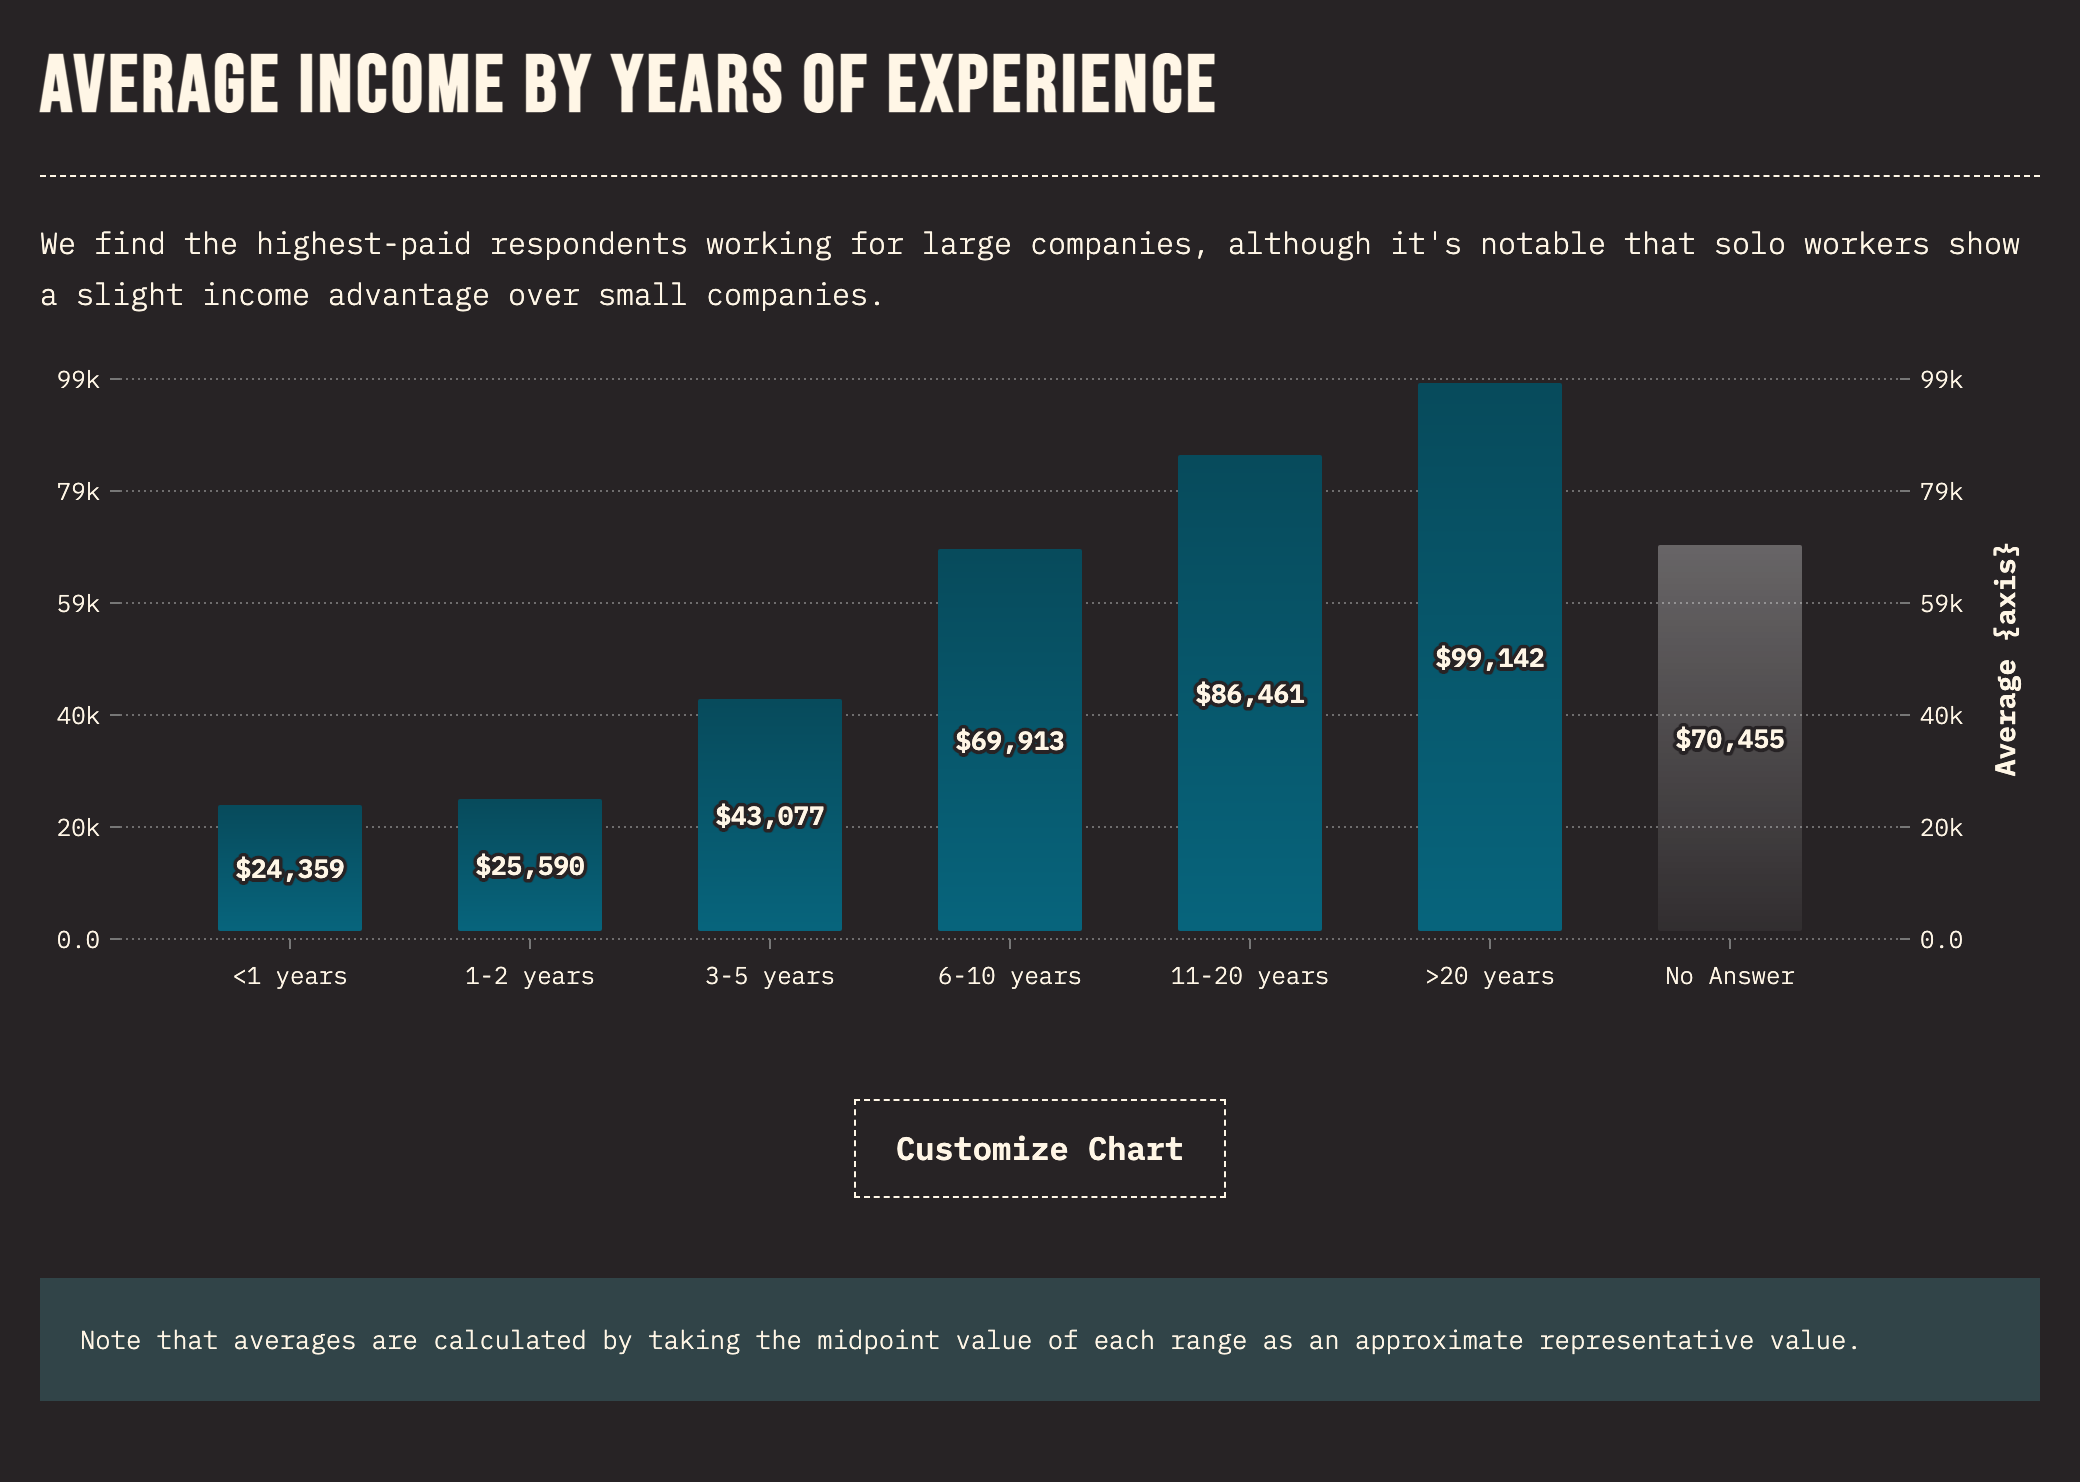 AVERAGE INCOME BY YEARS OF EXPERIENCE
We find the highest-paid respondents working for large companies, although it's notable that solo workers show
a slight income advantage over small companies.
99k
99k
79k
79k
59k
59k
40k
40k
20k
20k
0.0
0.0
$24,359
$25,590
$43,077
$69,913
$86,461
$99,142
$70,455
Average {axis}
<1 years
1-2 years
3-5 years
6-10 years
11-20 years
>20 years
No Answer
Customize Chart
Note that averages are calculated by taking the midpoint value of each range as an approximate representative value.